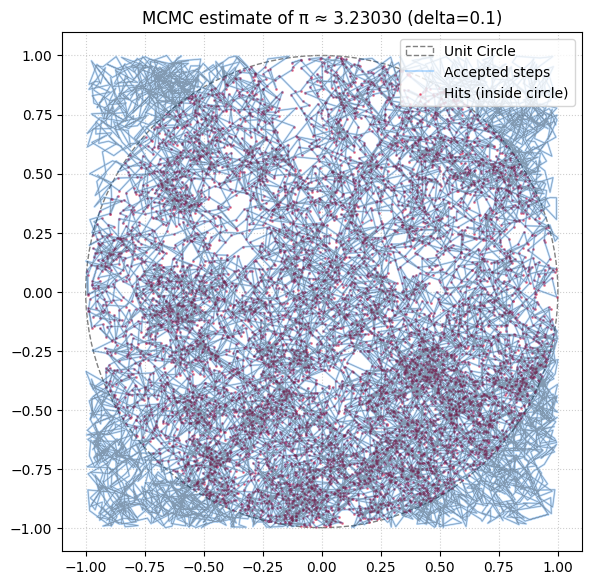 MCMC estimate of π ≈ 3.23030 (delta=0.1)
Unit Circle
Accepted steps
Hits (inside circle)
1.00
0.75
0.50
0.25
0.00
−0.25
−0.50
−0.75
−1.00
−1.00 −0.75 −0.50 −0.25 0.00 0.25 0.50 0.75 1.00